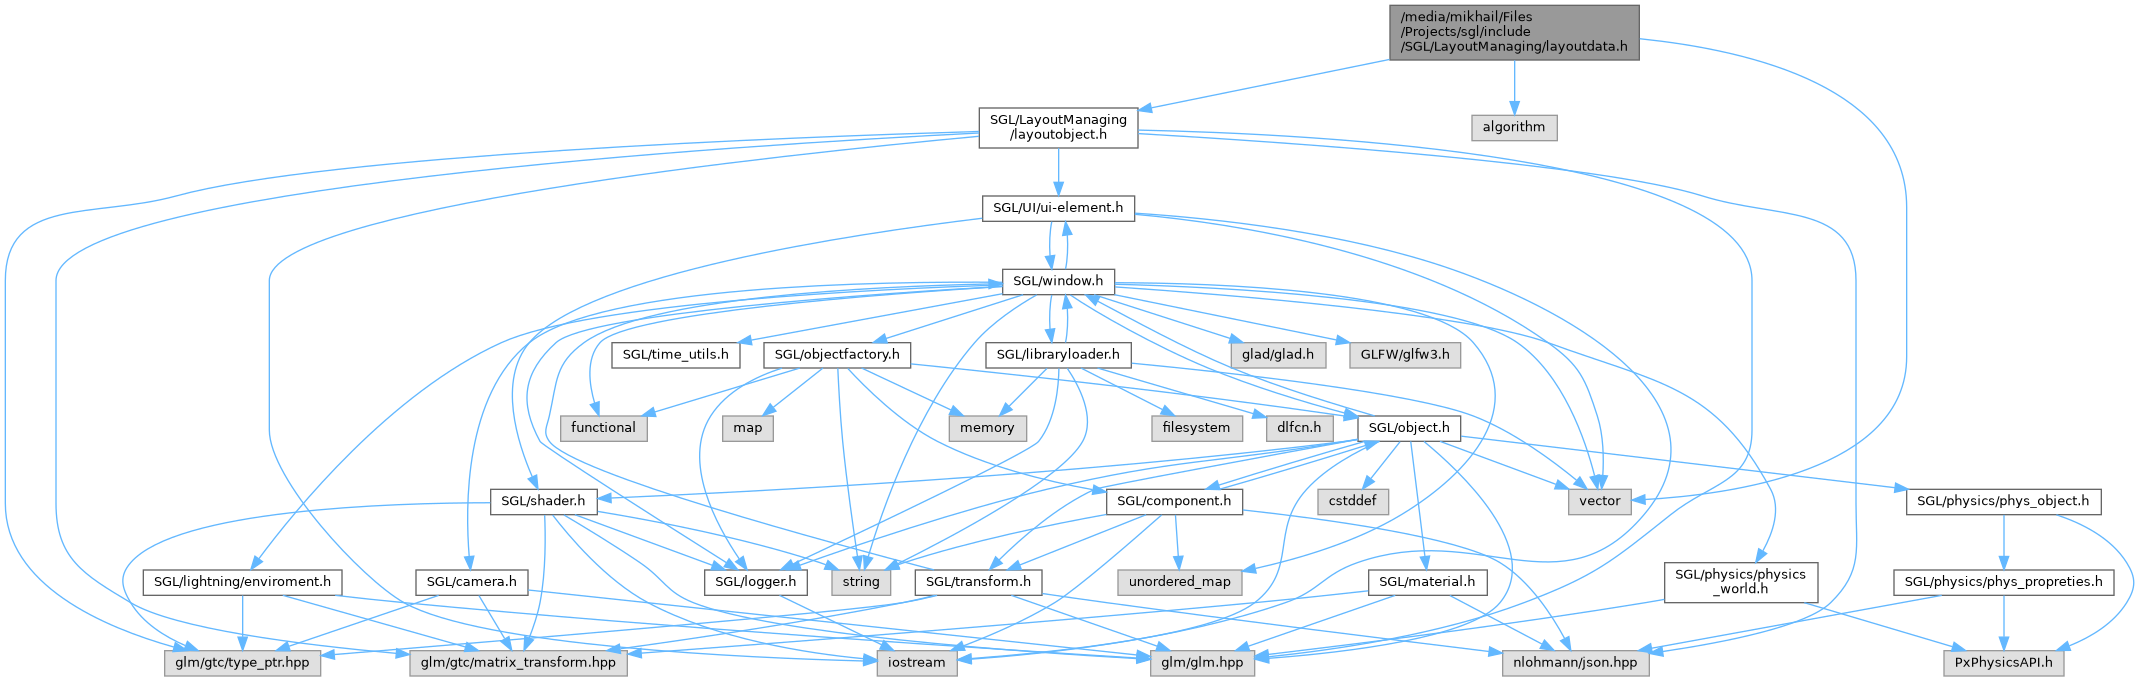 /media/mikhail/Files
/Projects/sgl/include
/SGL/LayoutManaging/layoutdata.h
SGL/LayoutManaging
/layoutobject.h
algorithm
SGL/UI/ui-element.h
SGL/window.h
SGL/time_utils.h
SGL/objectfactory.h
SGL/libraryloader.h
glad/glad.h
GLFW/glfw3.h
functional
map
memory
filesystem
dlfcn.h
SGL/object.h
SGL/shader.h
SGL/component.h
cstddef
vector
SGL/physics/phys_object.h
SGL/lightning/enviroment.h
SGL/camera.h
SGL/logger.h
string
SGL/transform.h
unordered_map
SGL/material.h
SGL/physics/physics
_world.h
SGL/physics/phys_propreties.h
glm/gtc/type_ptr.hpp
glm/gtc/matrix_transform.hpp
iostream
glm/glm.hpp
nlohmann/json.hpp
PxPhysicsAPI.h